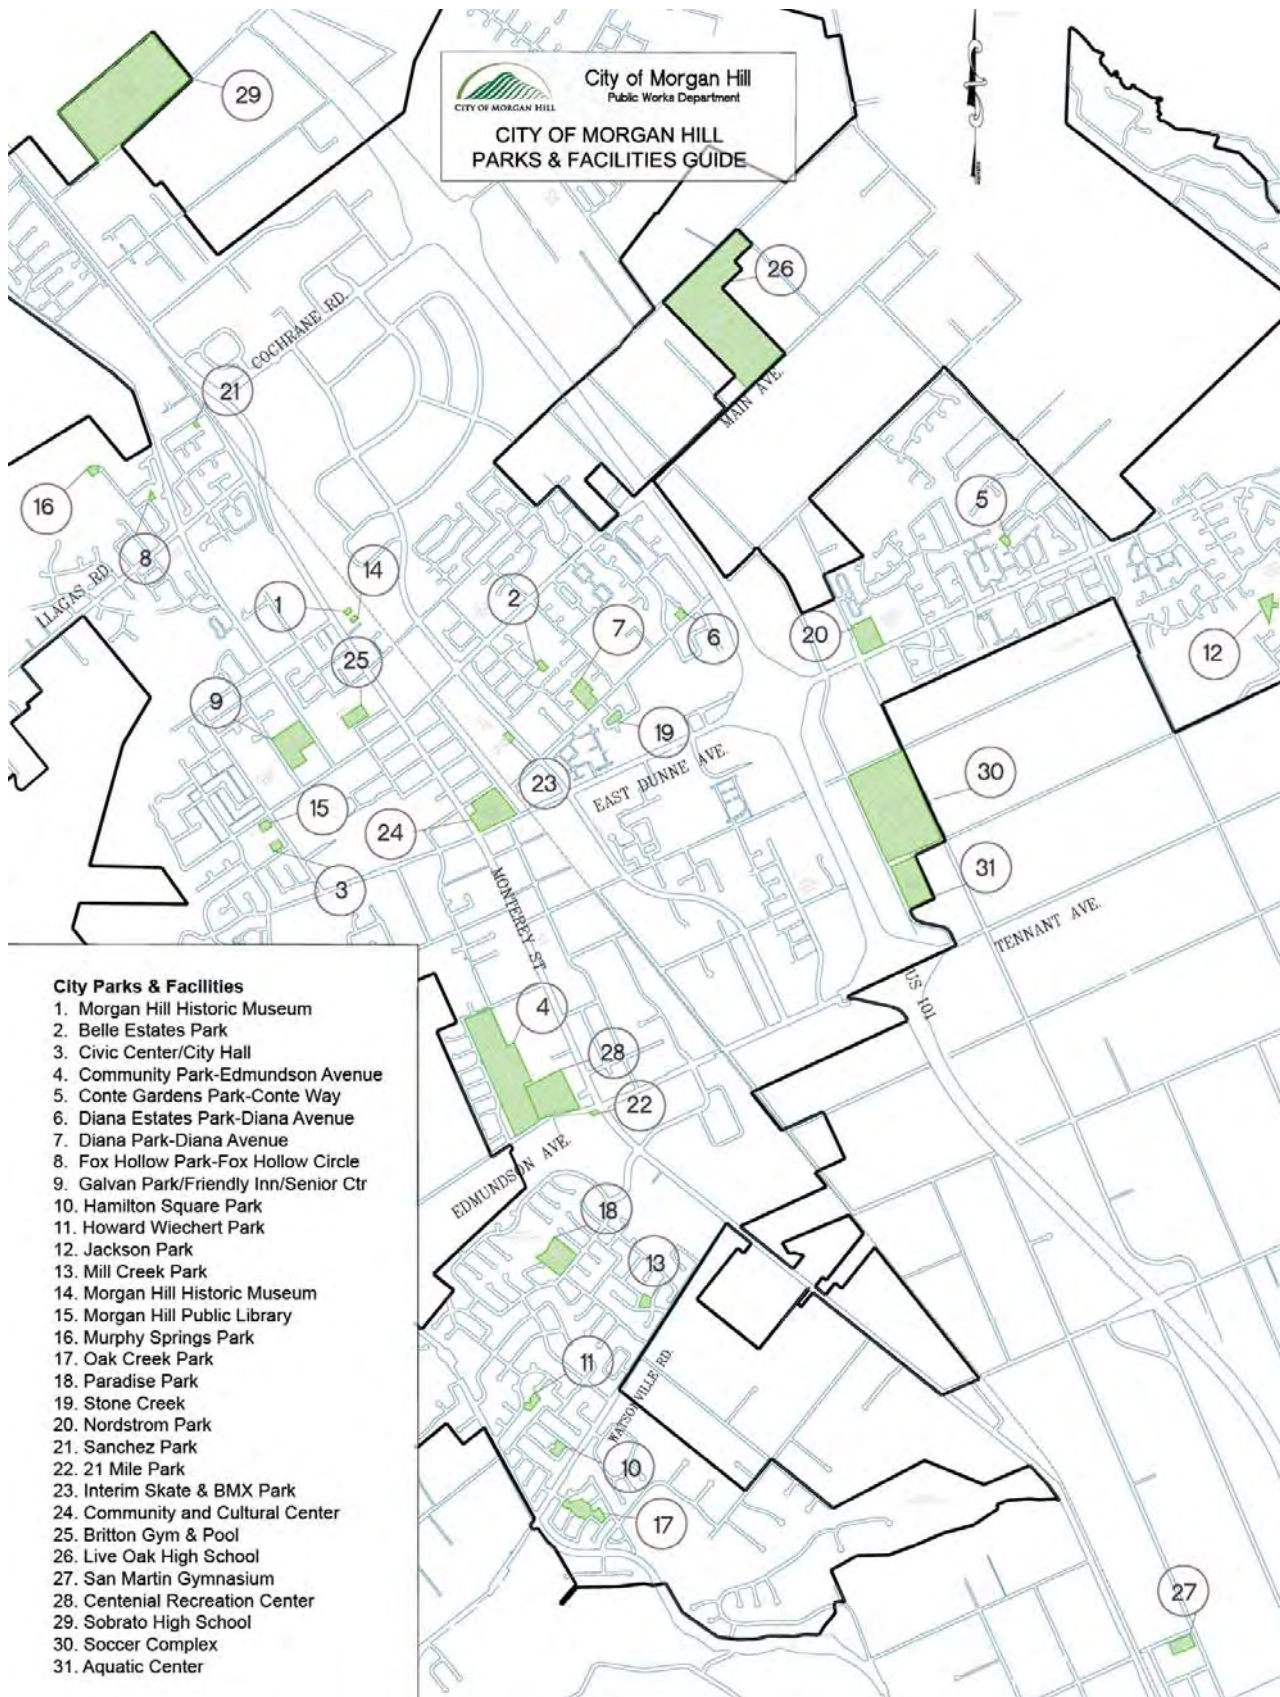 CITY OF MORGAN HILL
City of Morgan Hill
Public Works Department
CITY OF MORGAN HILL
PARKS & FACILITIES GUIDE
29
26
COCHRANE RD.
21
MAIN AVE.
16
5
8
14
LLAGAS RD.
1
2
7
6
20
12
25
9
19
23
EAST DUNNE AVE.
30
15
24
31
3
MONTEREY ST
TENNANT AVE.
US 101
4
28
22
EDMUNDSON AVE.
18
13
11
WATSONVILLE RD.
10
17
27
City Parks & Facilities
1. Morgan Hill Historic Museum
2. Belle Estates Park
3. Civic Center/City Hall
4. Community Park-Edmundson Avenue
5. Conte Gardens Park-Conte Way
6. Diana Estates Park-Diana Avenue
7. Diana Park-Diana Avenue
8. Fox Hollow Park-Fox Hollow Circle
9. Galvan Park/Friendly Inn/Senior Ctr
10. Hamilton Square Park
11. Howard Wiechert Park
12. Jackson Park
13. Mill Creek Park
14. Morgan Hill Historic Museum
15. Morgan Hill Public Library
16. Murphy Springs Park
17. Oak Creek Park
18. Paradise Park
19. Stone Creek
20. Nordstrom Park
21. Sanchez Park
22. 21 Mile Park
23. Interim Skate & BMX Park
24. Community and Cultural Center
25. Britton Gym & Pool
26. Live Oak High School
27. San Martin Gymnasium
28. Centenial Recreation Center
29. Sobrato High School
30. Soccer Complex
31. Aquatic Center